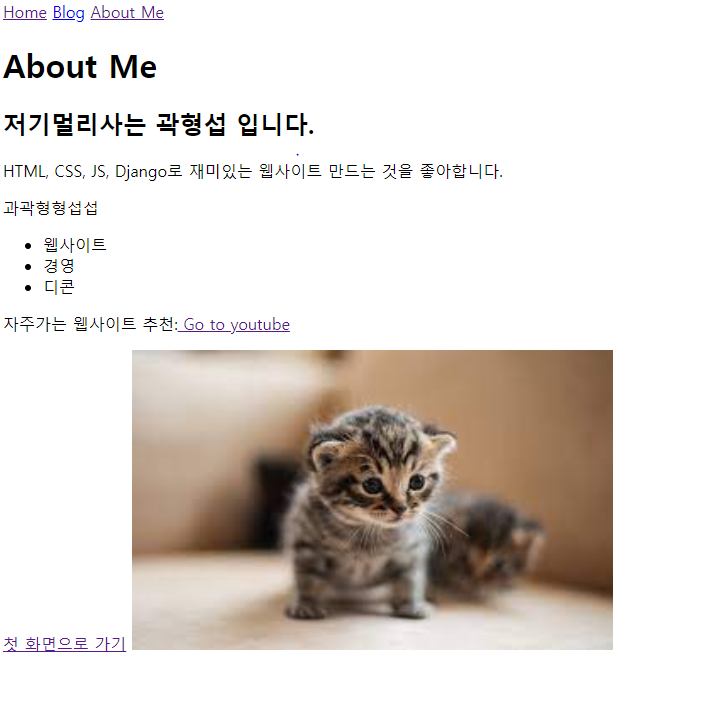 Home Blog About Me
About Me
저기멀리사는 곽형섭 입니다.
HTML, CSS, JS, Django로 재미있는 웹사이트 만드는 것을 좋아합니다.
과곽형형섭섭
웹사이트
경영
디콘
자주가는 웹사이트 추천: Go to youtube
첫 화면으로 가기